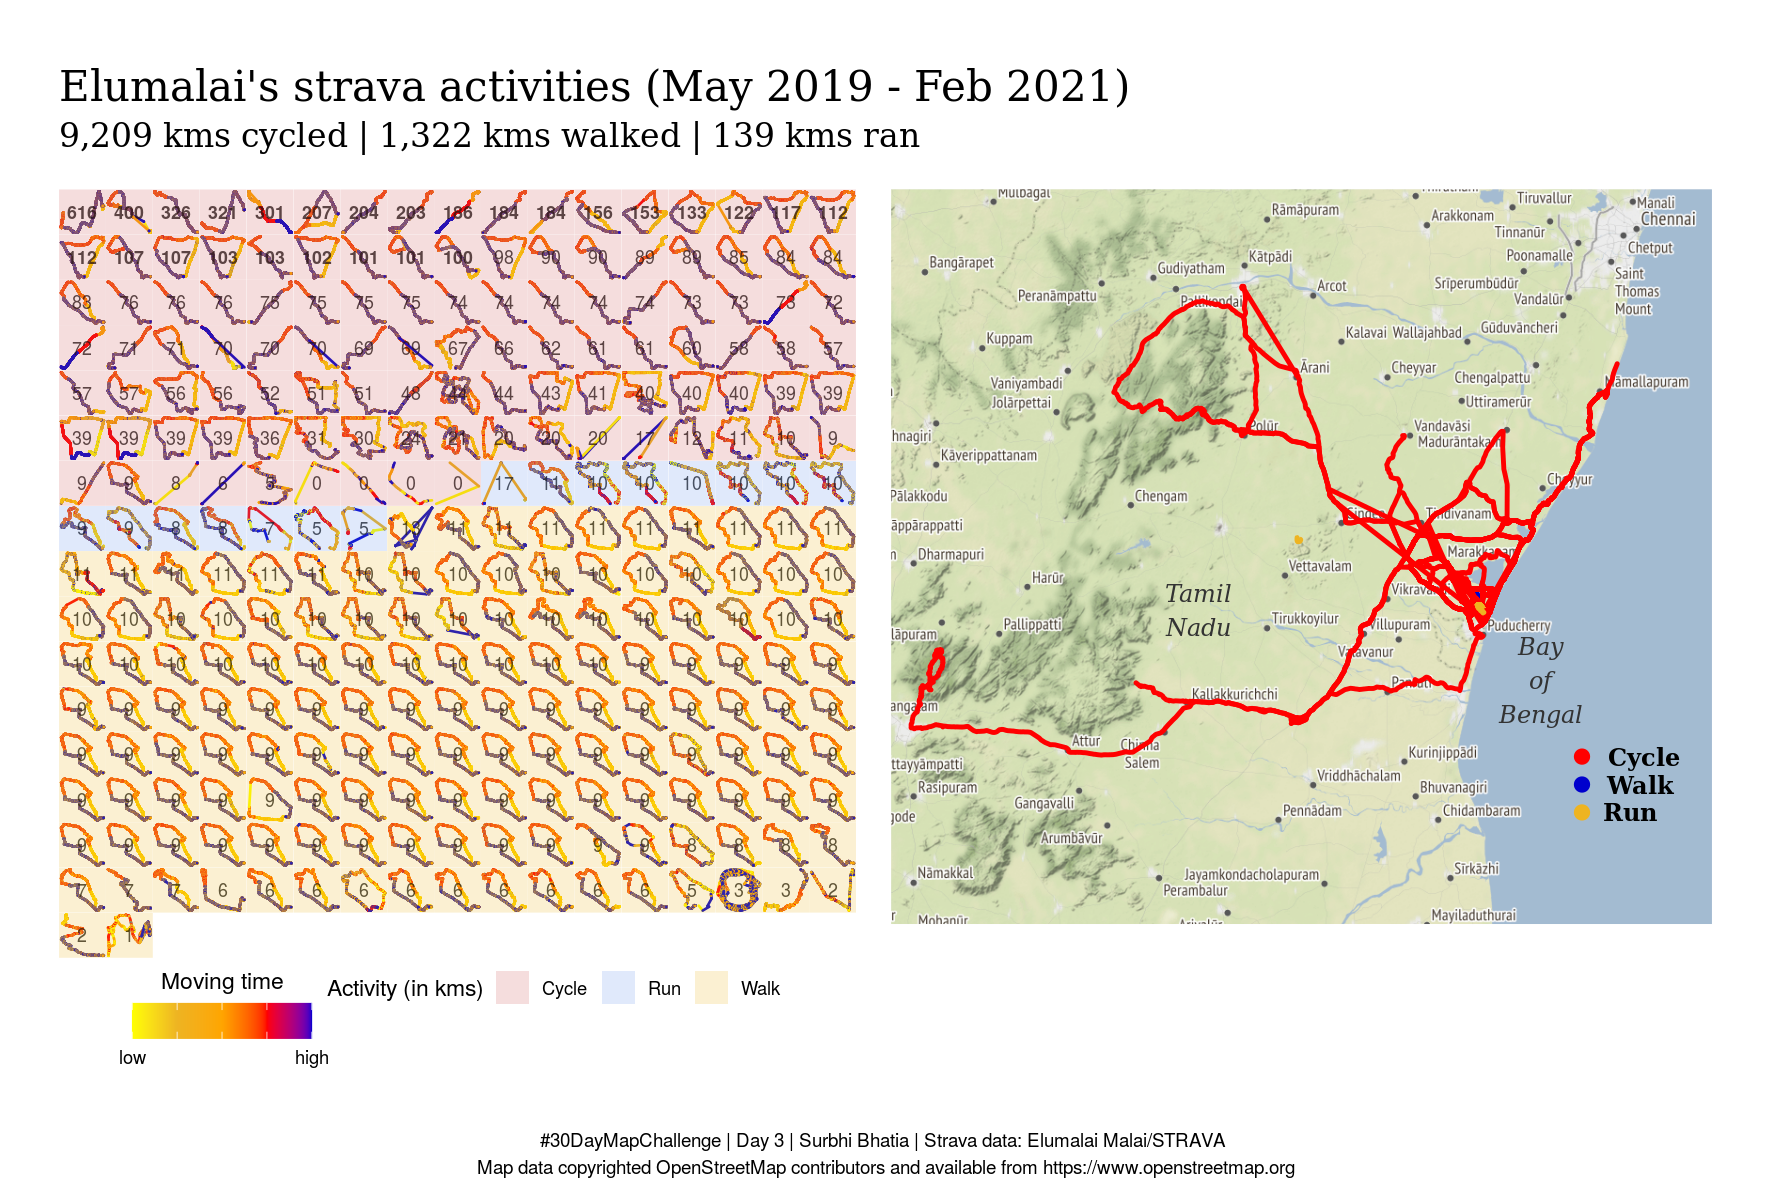 Elumalai's strava activities (May 2019 - Feb 2021)
9,209 kms cycled | 1,322 kms walked | 139 kms ran
616 400 326 321 301 207 204 203 186 184 184 156 153 133 122 117 112
112 107 107 103 103 102 101 101 100 98 90 90 89 89 85 84 84
83 76 76 76 75 75 75 75 74 74 74 74 74 73 73 73 72
72 71 71 70 70 70 69 69 67 66 62 61 61 60 58 58 57
57 57 56 56 52 51 51 48 44 44 43 41 40 40 40 39 39
39 39 39 39 36 31 30 24 21 20 20 20 17 12 11 10 9
9 9 8 6 5 0 0 0 0 17 11 10 10 10 10 10 10
9 9 8 8 7 5 5 13 11 11 11 11 11 11 11 11 11
11 11 11 11 11 11 10 10 10 10 10 10 10 10 10 10 10
10 10 10 10 10 10 10 10 10 10 10 10 10 10 10 10 10
10 10 10 10 10 10 10 10 10 10 10 10 9 9 9 9 9
9 9 9 9 9 9 9 9 9 9 9 9 9 9 9 9 9
9 9 9 9 9 9 9 9 9 9 9 9 9 9 9 9 9
9 9 9 9 9 9 9 9 9 9 9 9 9 9 9 9 9
9 9 9 9 9 9 9 9 9 9 9 9 9 8 8 8 8
7 7 7 6 6 6 6 6 6 6 6 6 6 5 3 3 2
2 1
Moving time
low high
Activity (in kms) Cycle Run Walk
Mulbāgal
Tiruvallur
Manali
Chennai
Rāmāpuram
Arakkonam
Tinnanūr
Chetput
Bangārapet
Kātpādi
Poonamalle
Gudiyatham
Saint
Thomas
Mount
Peranāmpattu
Pallikondai
Arcot
Srīperumbūdūr
Vandalūr
Kuppam
Kalavai
Wallajahbad
Gūduvāncheri
Vaniyambadi
Jolārpettai
Ārani
Cheyyar
Chengalpattu
Māmallapuram
Uttiramerūr
hnagiri
Polūr
Vandavāsi
Madurāntakam
Kāverippattanam
Cheyyur
Pālakkodu
Chengam
āppārappatti
Tindivanam
Dharmapuri
Marakkanam
Harūr
Vettavalam
Tamil
Nadu
lāpuram
Pallippatti
Tirukkoyilur
Villupuram
Puducherry
Valavanur
Bay
of
Bengal
angalam
Kallakkurichchi
Panruti
Attur
Chinna
Salem
Kurinjippādi
ttayyāmpatti
Rasipuram
Viriddhāchalam
Bhuvanagiri
Cycle
Walk
Run
gode
Gangavalli
Pennādam
Chidambaram
Arumbāvūr
Nāmakkal
Jayamkondacholapuram
Perambalur
Sīrkāzhi
Mohanūr
Mayiladuthurai
#30DayMapChallenge | Day 3 | Surbhi Bhatia | Strava data: Elumalai Malai/STRAVA
Map data copyrighted OpenStreetMap contributors and available from https://www.openstreetmap.org